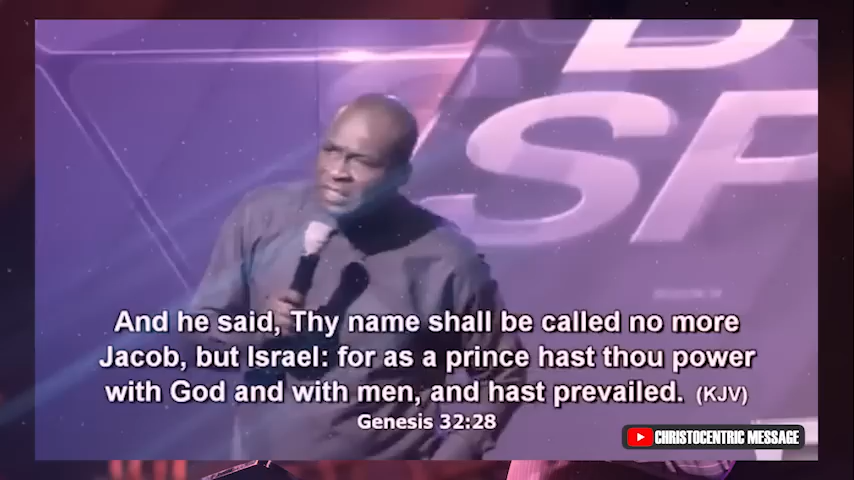 SP
And he said, Thy name shall be called no more
Jacob, but Israel: for as a prince hast thou power
with God and with men, and hast prevailed. (KJV)
Genesis 32:28
CHRISTOCENTRIC MESSAGE